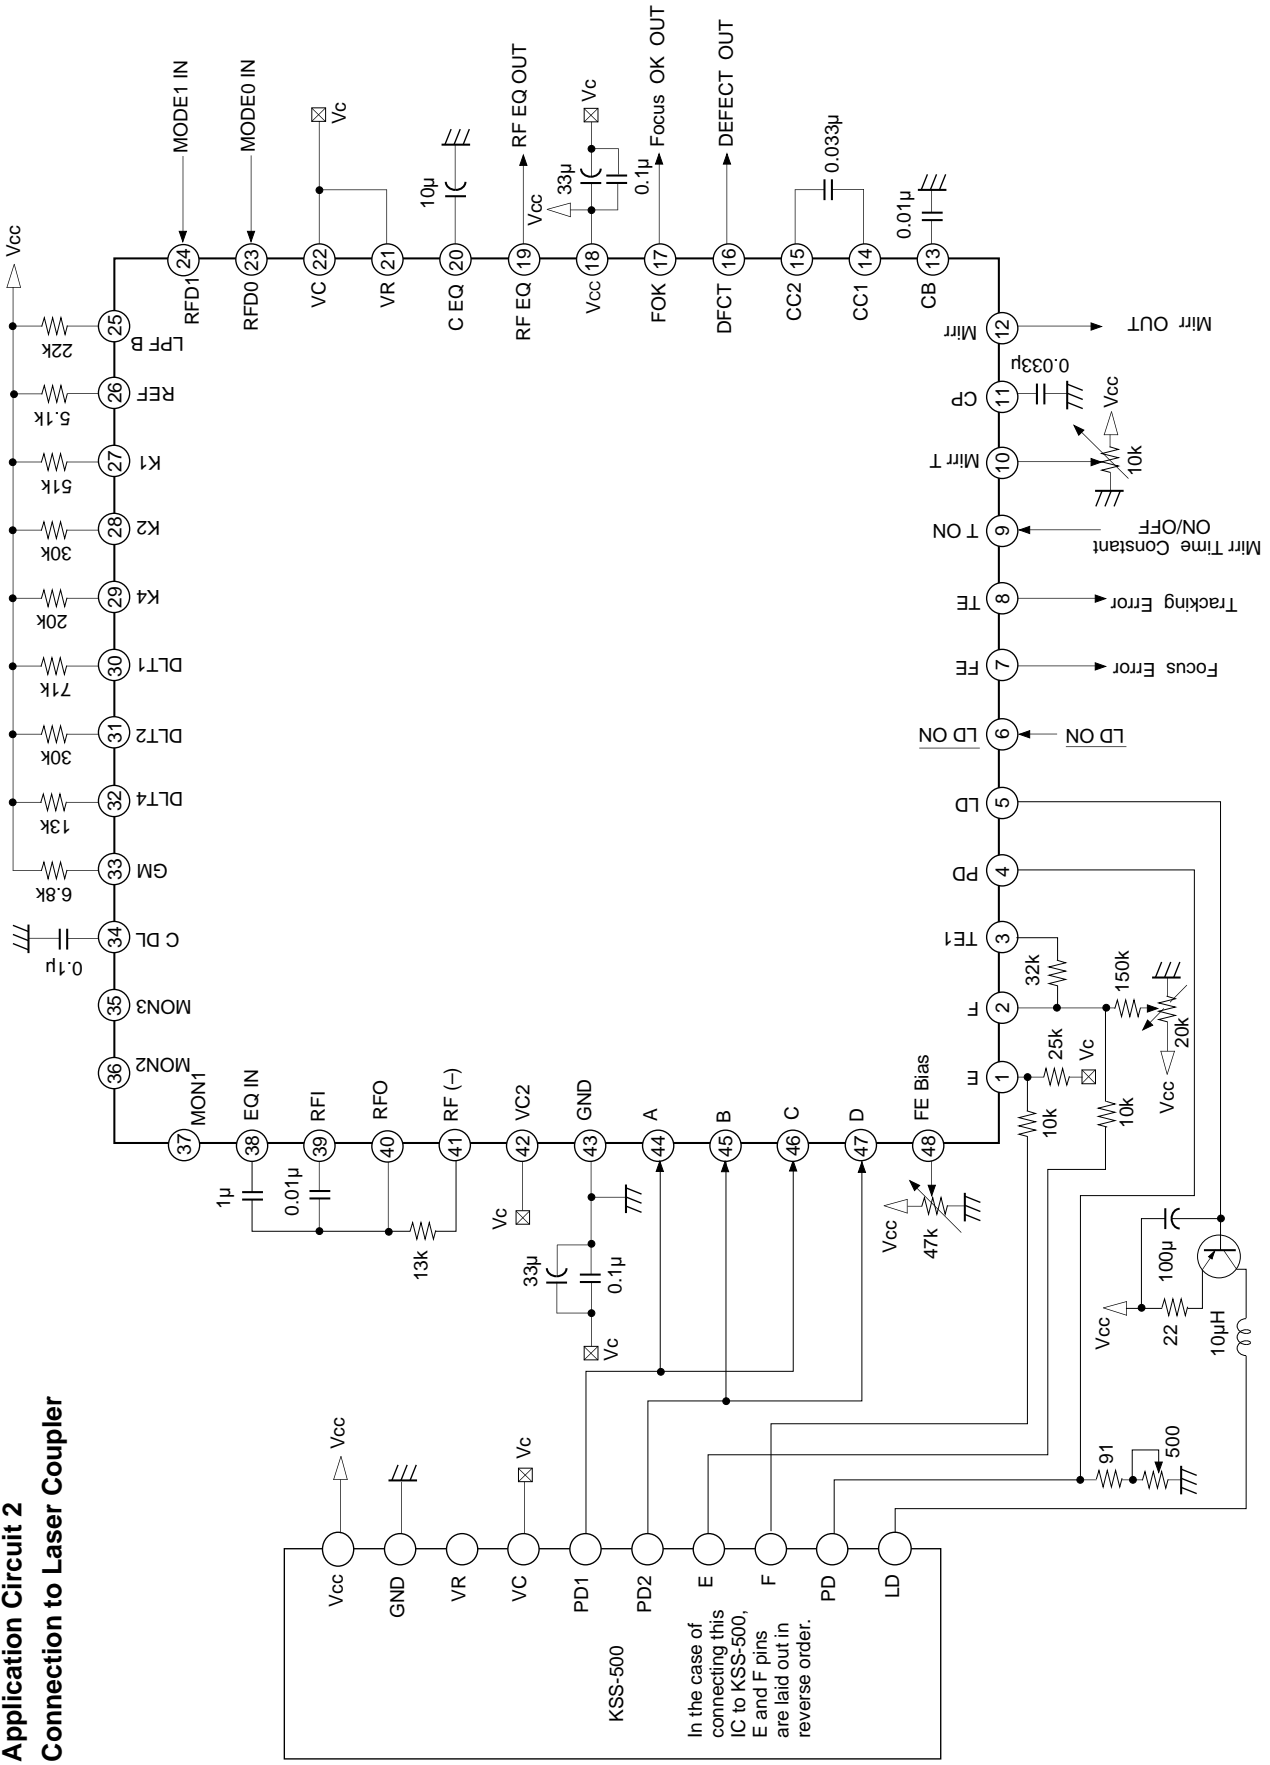 Application Circuit 2
Connection to Laser Coupler
Vcc
22k
5.1k
51k
30k
20k
71k
30k
13k
6.8k
0.1µ
25
LPF B
26
REF
27
K1
28
K2
29
K4
30
DLT1
31
DLT2
32
DLT4
33
GM
34
C DL
35
MON3
36
MON2
MODE1 IN
24
RFD1
MODE0 IN
23
RFD0
Vc
22
VC
21
VR
10µ
20
C EQ
RF EQ OUT
19
RF EQ
Vcc
33µ
0.1µ
Vc
18
Vcc
Focus OK OUT
17
FOK
DEFECT OUT
16
DFCT
0.033µ
15
CC2
14
CC1
0.01µ
13
CB
12
Mirr
Mirr OUT
11
CP
0.033µ
10
Mirr T
10k
Vcc
9
T ON
Mirr Time Constant
ON/OFF
8
TE
Tracking Error
7
FE
Focus Error
6
LD ON
LD ON
5
LD
4
PD
3
TE1
32k
2
F
150k
20k
Vcc
1
E
25k
Vc
10k
10k
37
MON1
38
EQ IN
1µ
39
RFI
0.01µ
40
RFO
41
RF (–)
13k
42
VC2
Vc
43
GND
33µ
0.1µ
Vc
44
A
45
B
46
C
47
D
48
FE Bias
Vcc
47k
Vcc
22
100µ
10µH
91
500
Vcc
Vcc
GND
VR
VC
Vc
PD1
PD2
E
F
PD
LD
KSS-500
In the case of
connecting this
IC to KSS-500,
E and F pins
are laid out in
reverse order.